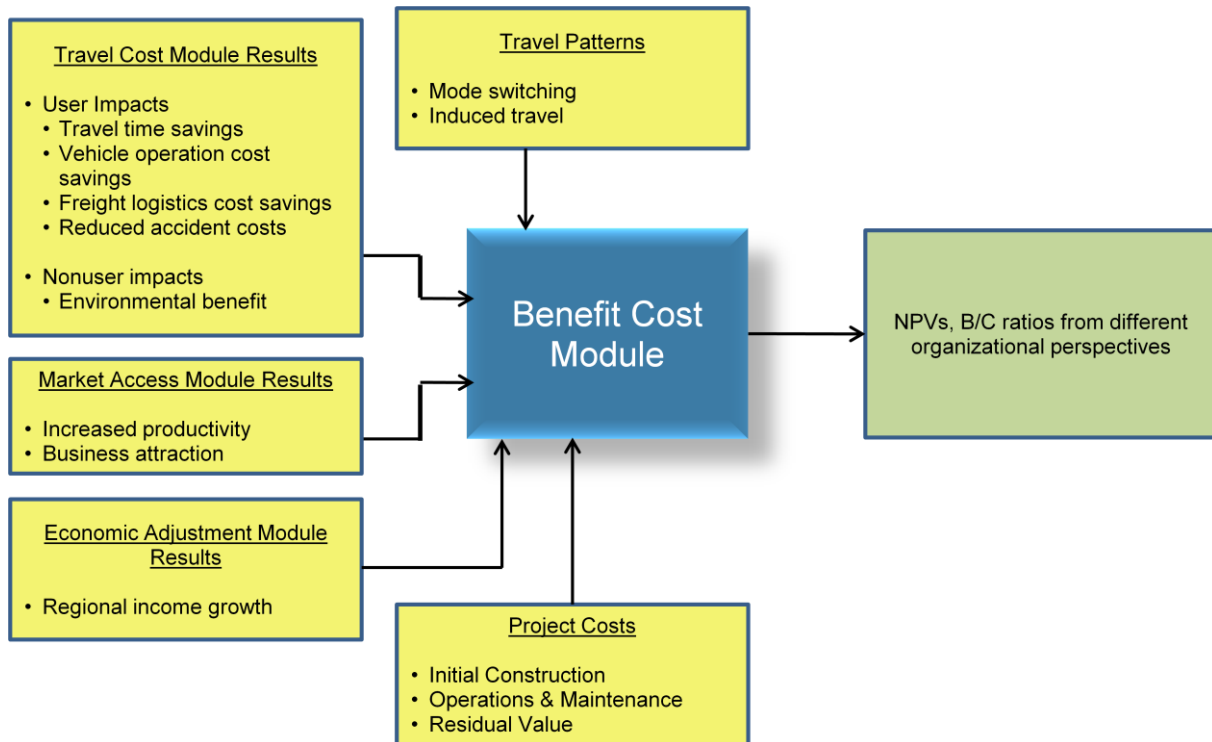 Travel Cost Module Results
• User Impacts
• Travel time savings
• Vehicle operation cost
savings
• Freight logistics cost savings
• Reduced accident costs
• Nonuser impacts
• Environmental benefit
Travel Patterns
• Mode switching
• Induced travel
Benefit Cost
Module
NPVs, B/C ratios from different
organizational perspectives
Market Access Module Results
• Increased productivity
• Business attraction
Economic Adjustment Module
Results
• Regional income growth
Project Costs
• Initial Construction
• Operations & Maintenance
• Residual Value